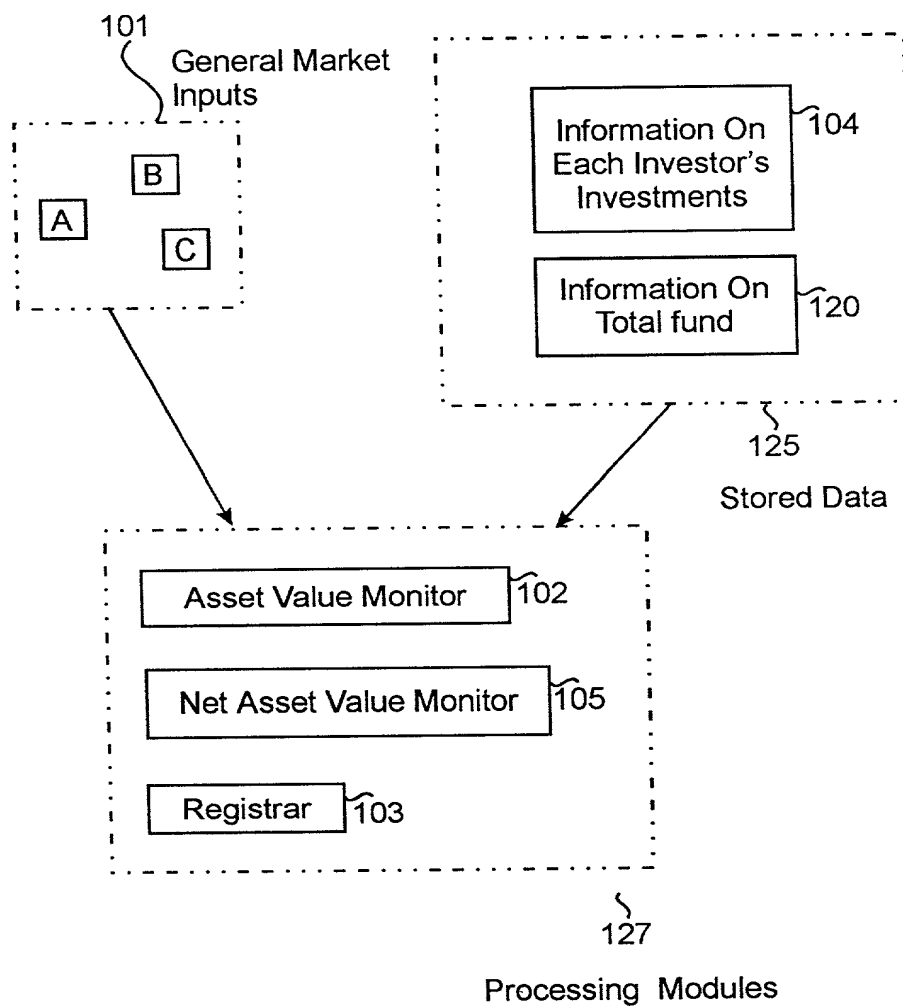 101
General Market
Inputs
A
B
C
Information On
Each Investor's
Investments
104
Information On
Total fund
120
125
Stored Data
Asset Value Monitor
102
Net Asset Value Monitor
105
Registrar
103
127
Processing Modules